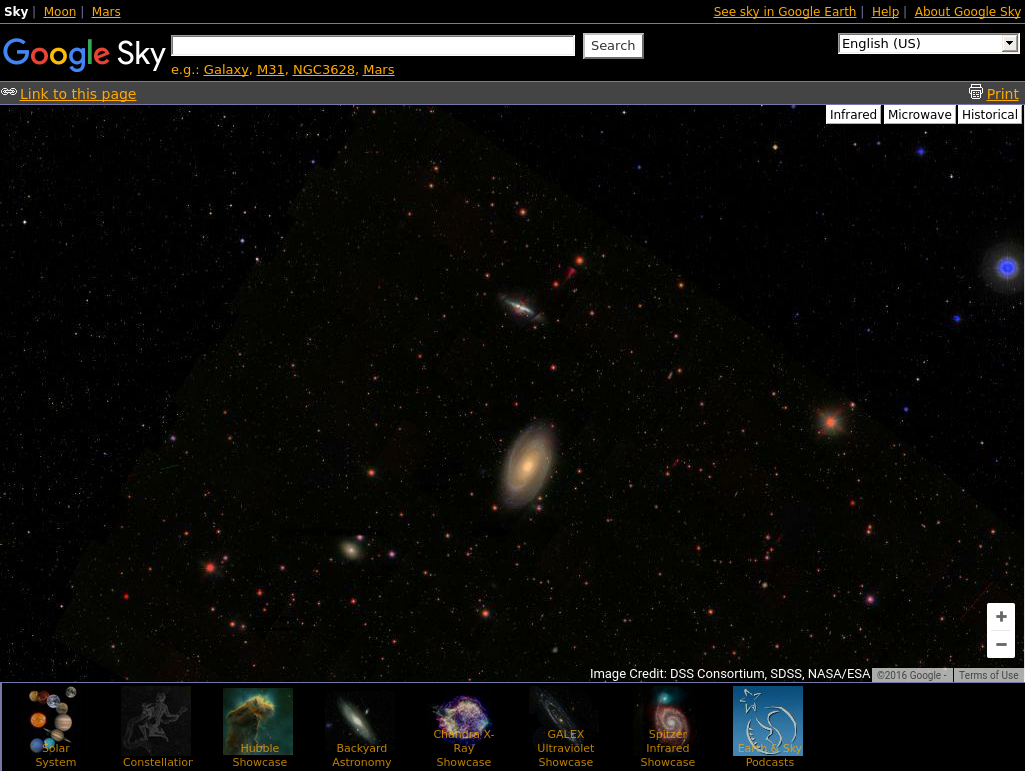 Sky | Moon | Mars
See sky in Google Earth | Help | About Google Sky
Google Sky
Search
English (US)
e.g.: Galaxy, M31, NGC3628, Mars
Link to this page
Print
Infrared
Microwave
Historical
+
−
Image Credit: DSS Consortium, SDSS, NASA/ESA
©2016 Google -
Terms of Use
Solar
System
Constellation
Hubble
Showcase
Backyard
Astronomy
Chandra X-
Ray
Showcase
GALEX
Ultraviolet
Showcase
Spitzer
Infrared
Showcase
Earth & Sky
Podcasts